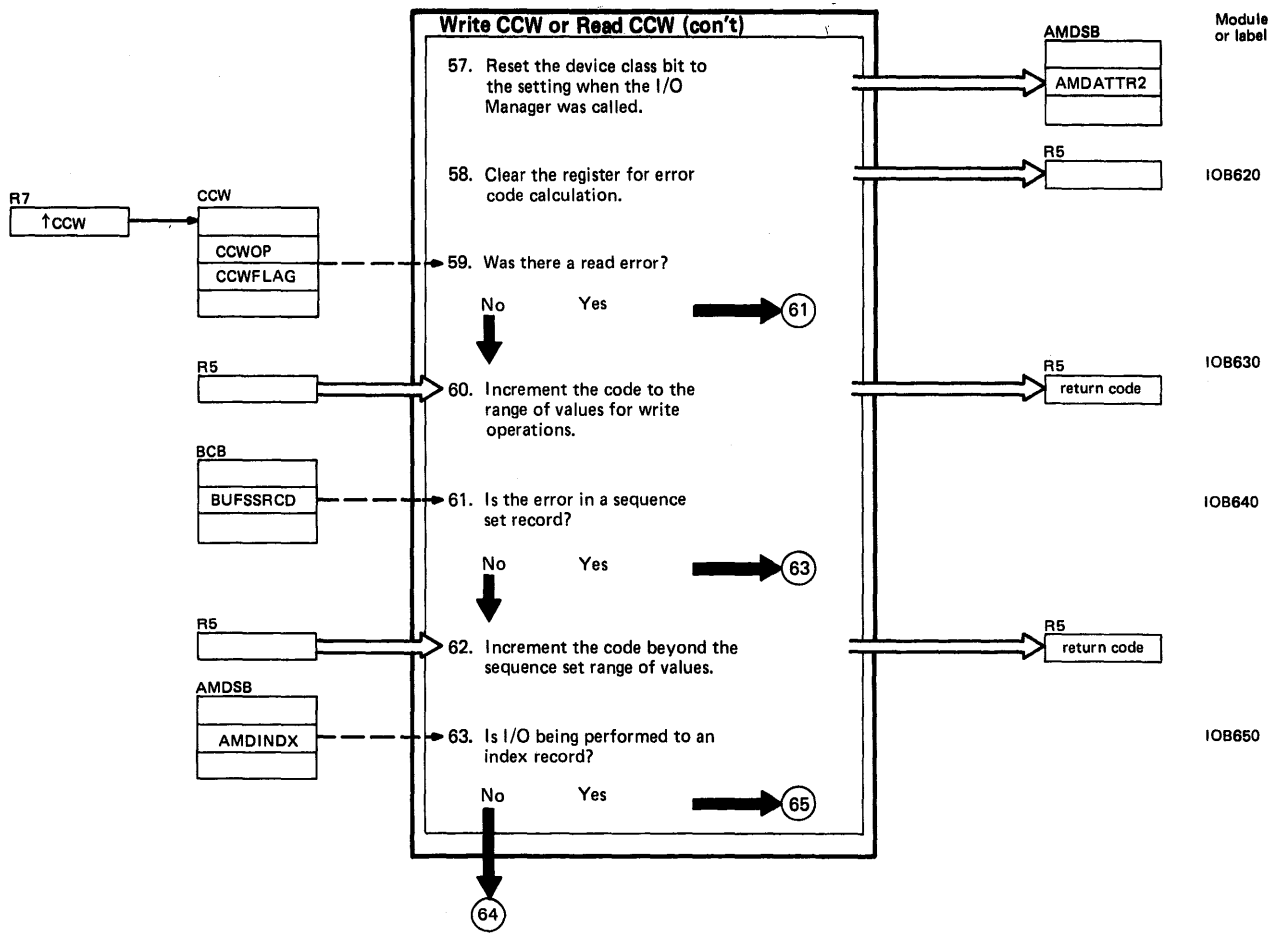 Write CCW or Read CCW (con't)
Module
or label
AMDSB
57. Reset the device class bit to
the setting when the I/O
Manager was called.
AMDATTR2
R5
58. Clear the register for error
code calculation.
IOB620
R7
↑CCW
CCW
CCWOP
CCWFLAG
59. Was there a read error?
No Yes
61
IOB630
R5
R5
60. Increment the code to the
range of values for write
operations.
return code
BCB
BUFSSRCD
61. Is the error in a sequence
set record?
IOB640
No Yes
63
R5
R5
62. Increment the code beyond the
sequence set range of values.
return code
AMDSB
AMDINDX
63. Is I/O being performed to an
index record?
IOB650
No Yes
65
64